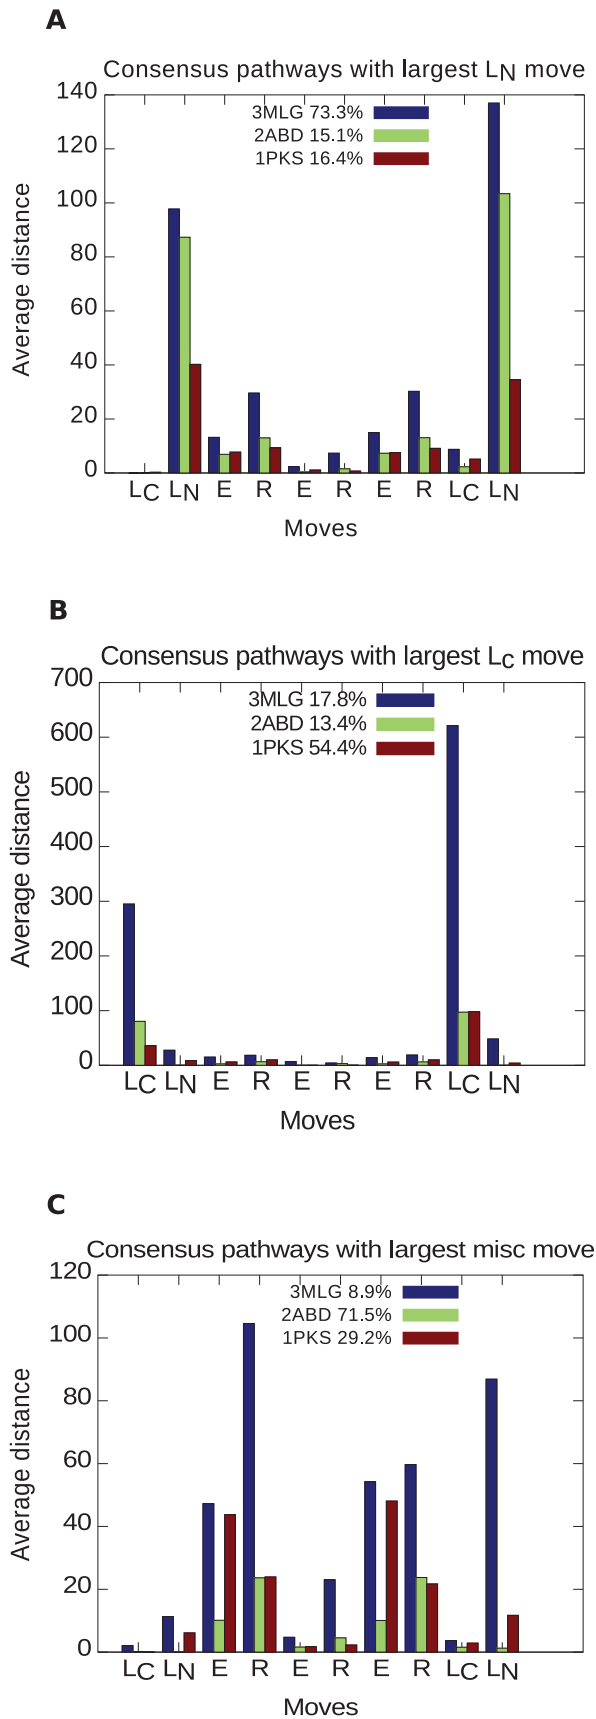 A
Consensus pathways with largest LN move
3MLG 73.3%
2ABD 15.1%
1PKS 16.4%
Average distance
140
120
100
80
60
40
20
0
LC LN E R E R E R LC LN
Moves
B
Consensus pathways with largest Lc move
3MLG 17.8%
2ABD 13.4%
1PKS 54.4%
Average distance
700
600
500
400
300
200
100
0
LC LN E R E R E R LC LN
Moves
C
Consensus pathways with largest misc move
3MLG 8.9%
2ABD 71.5%
1PKS 29.2%
Average distance
120
100
80
60
40
20
0
LC LN E R E R E R LC LN
Moves